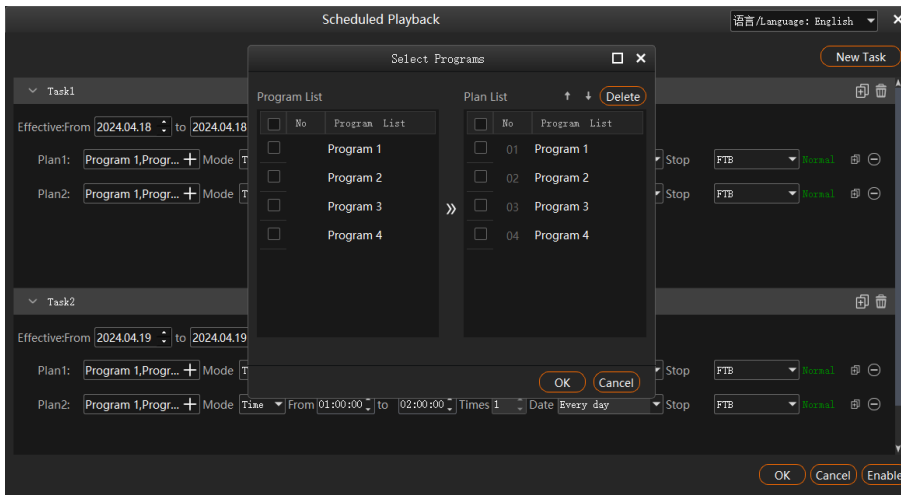 Scheduled Playback
语言/Language: English
New Task
Task1
Effective:From 2024.04.18 to 2024.04.18
Plan1: Program 1,Progr... Mode T Stop FTB Normal
Plan2: Program 1,Progr... Mode T Stop FTB Normal
Select Programs
Program List
Plan List Delete
No Program List
Program 1
Program 2
Program 3
Program 4
No Program List
01 Program 1
02 Program 2
03 Program 3
04 Program 4
OK Cancel
Task2
Effective:From 2024.04.19 to 2024.04.19
Plan1: Program 1,Progr... Mode T Stop FTB Normal
Plan2: Program 1,Progr... Mode Time From 01:00:00 to 02:00:00 Times 1 Date Every day Stop FTB Normal
OK Cancel Enable